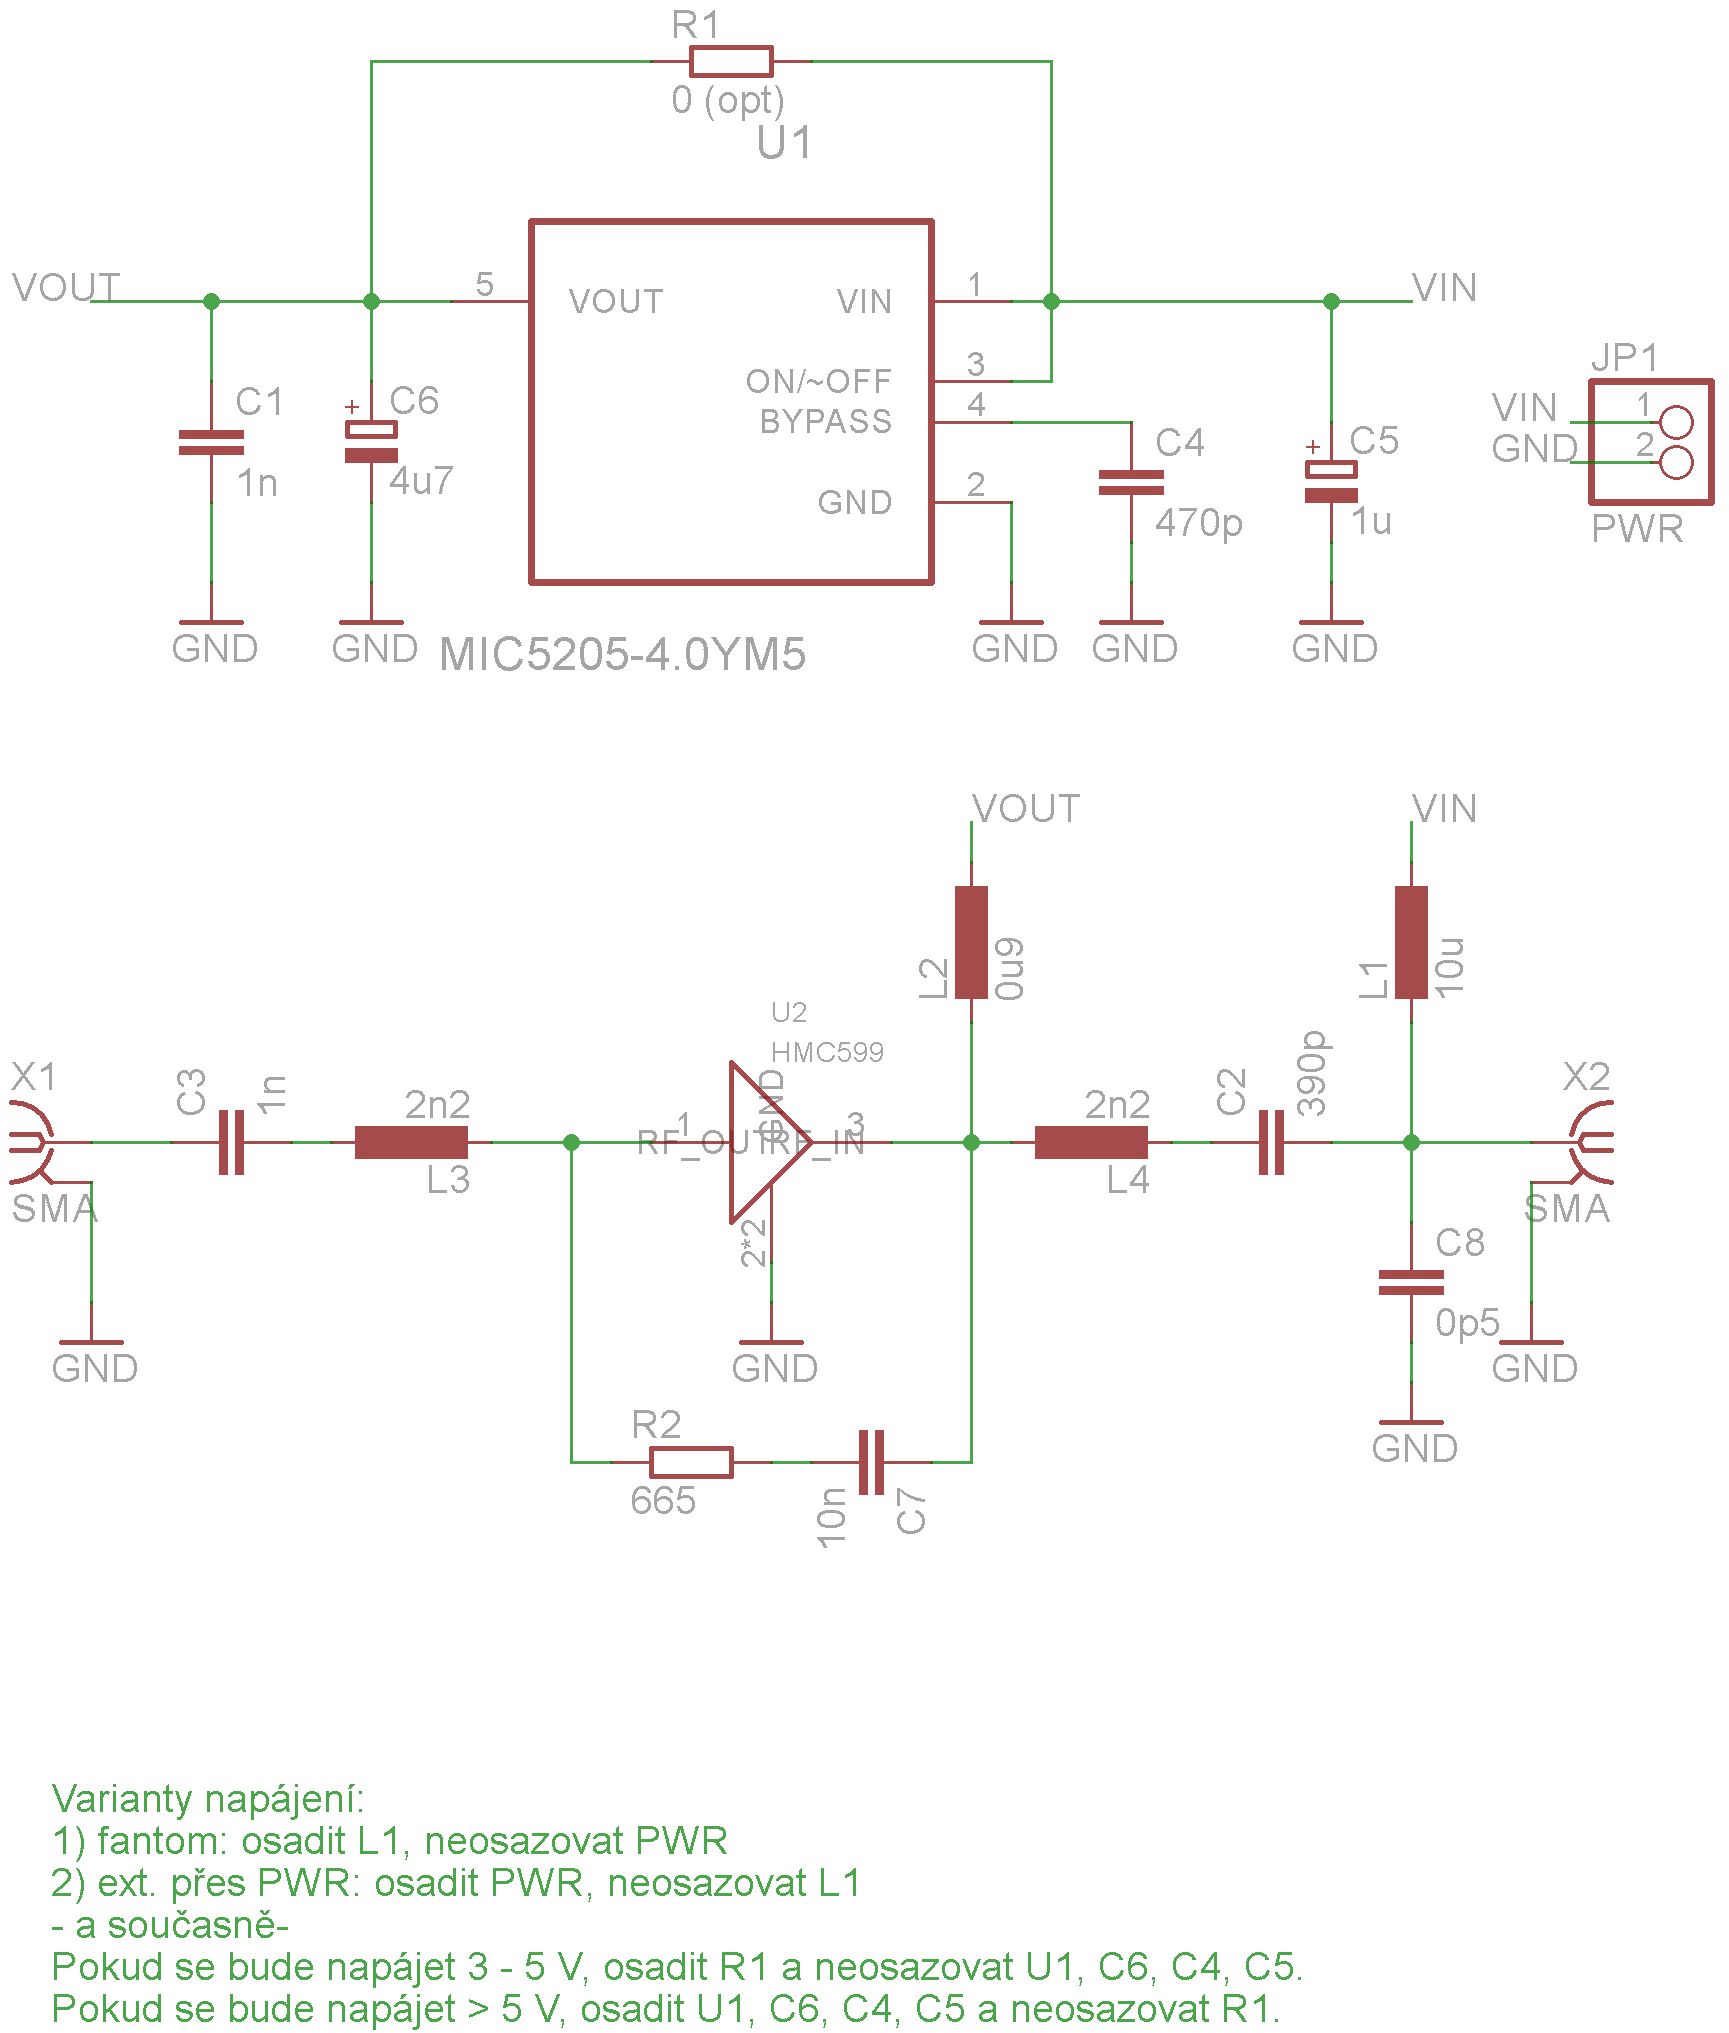 R1
0 (opt)
U1
VOUT
5
VOUT
VIN
1
VIN
ON/~OFF
3
BYPASS
4
GND
2
C1
1n
+
C6
4u7
C4
470p
+
C5
1u
JP1
VIN
1
GND
2
PWR
GND
GND
MIC5205-4.0YM5
GND
GND
GND
VOUT
VIN
L2
0u9
L1
10u
U2
HMC599
X1
C3
1n
2n2
L3
SMA
1
RF_OUT
GND
RF_IN
3
2*2
2n2
L4
C2
390p
X2
SMA
C8
0p5
GND
GND
GND
GND
R2
665
10n
C7
Varianty napájení:
1) fantom: osadit L1, neosazovat PWR
2) ext. přes PWR: osadit PWR, neosazovat L1
- a současně-
Pokud se bude napájet 3 - 5 V, osadit R1 a neosazovat U1, C6, C4, C5.
Pokud se bude napájet > 5 V, osadit U1, C6, C4, C5 a neosazovat R1.